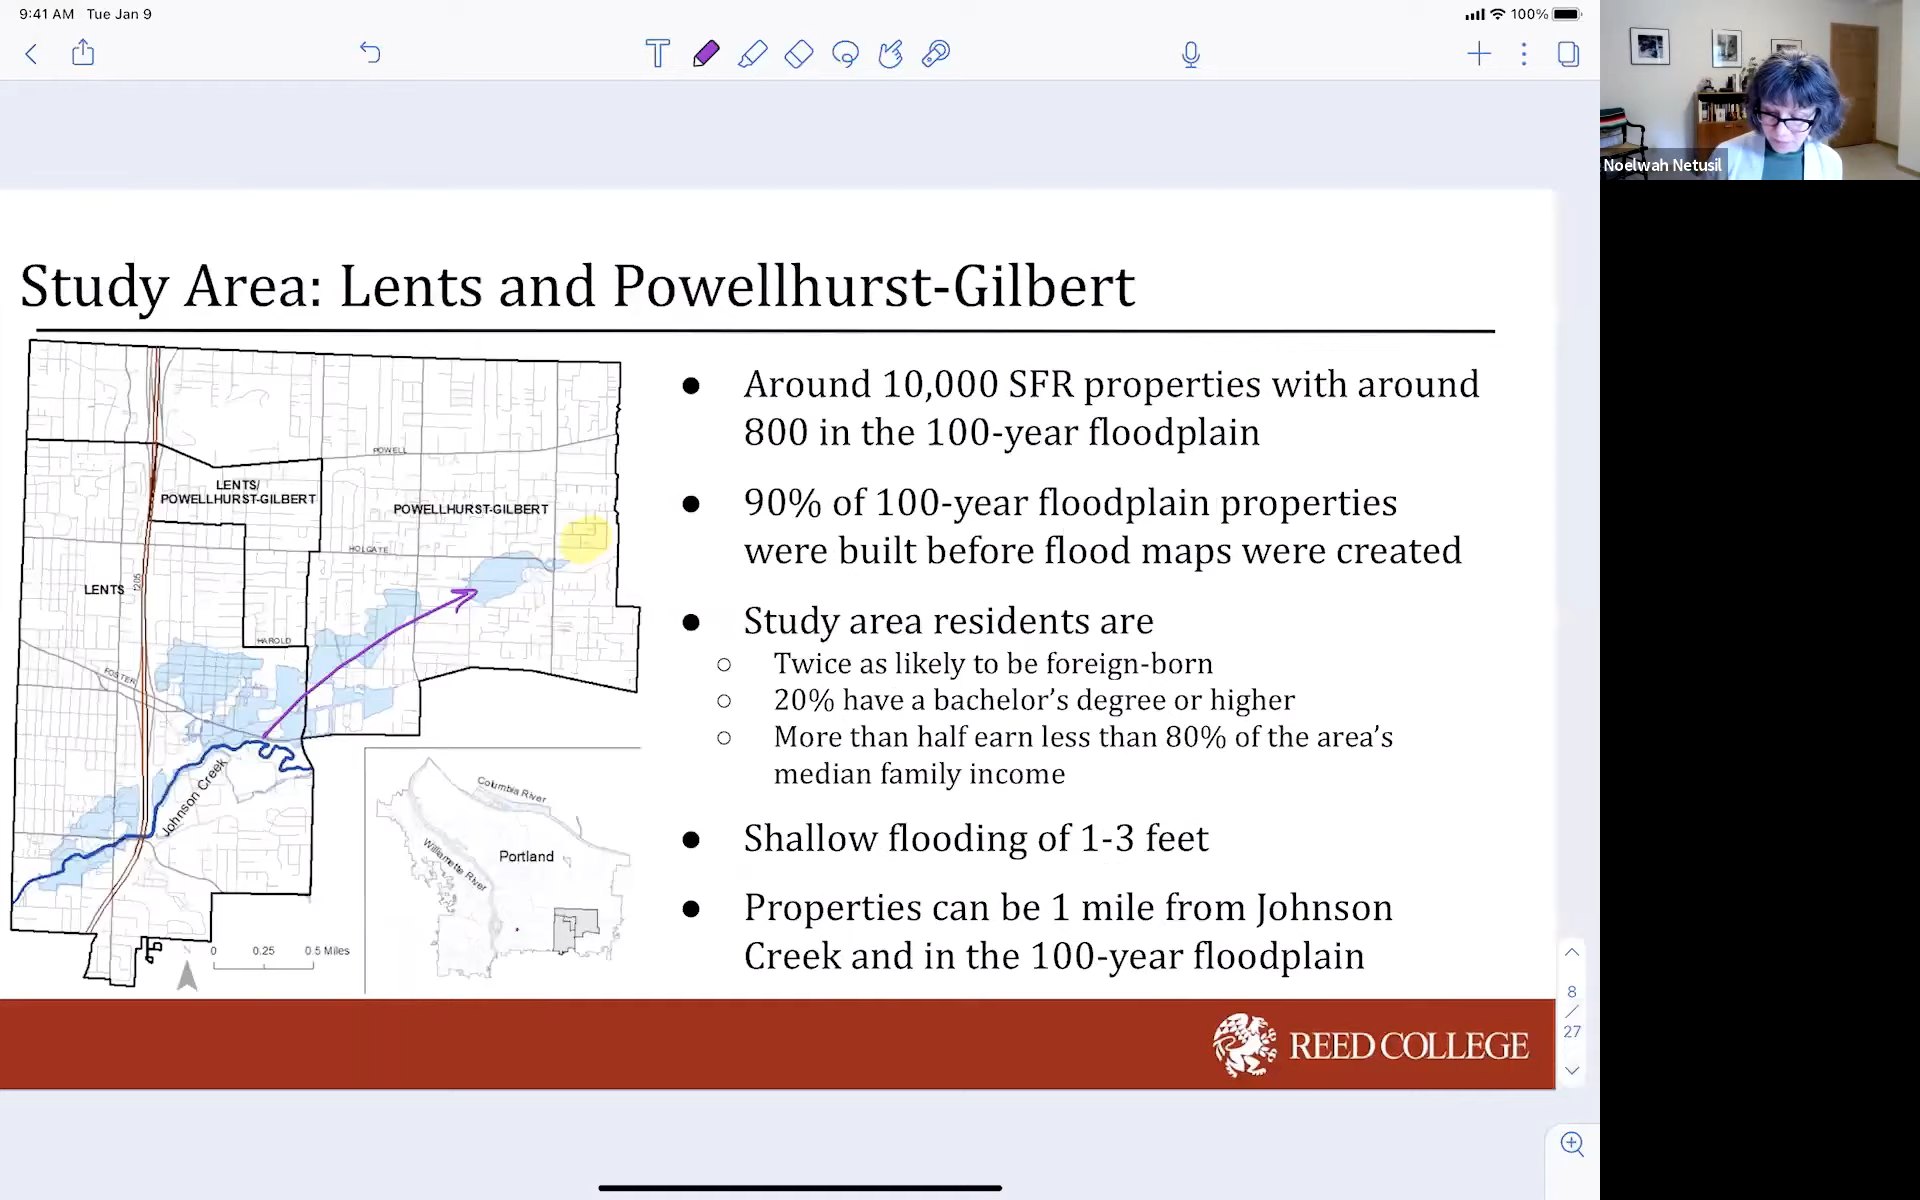 9:41 AM Tue Jan 9
100%
Noelwah Netusil
Study Area: Lents and Powellhurst-Gilbert
POWELL
LENTS/
POWELLHURST-GILBERT
POWELLHURST-GILBERT
HOLGATE
LENTS
I205
HAROLD
FOSTER
Johnson Creek
Columbia River
Willamette River
Portland
N
0 0.25 0.5 Miles
● Around 10,000 SFR properties with around
800 in the 100-year floodplain
● 90% of 100-year floodplain properties
were built before flood maps were created
● Study area residents are
○ Twice as likely to be foreign-born
○ 20% have a bachelor's degree or higher
○ More than half earn less than 80% of the area's
median family income
● Shallow flooding of 1-3 feet
● Properties can be 1 mile from Johnson
Creek and in the 100-year floodplain
REED COLLEGE
8
/
27